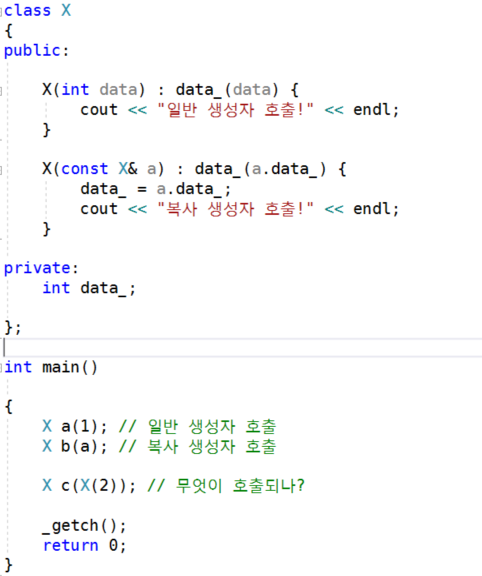 class X
{
public:
X(int data) : data_(data) {
cout << "일반 생성자 호출!" << endl;
}
X(const X& a) : data_(a.data_) {
data_ = a.data_;
cout << "복사 생성자 호출!" << endl;
}
private:
int data_;
};
int main()
{
X a(1); // 일반 생성자 호출
X b(a); // 복사 생성자 호출
X c(X(2)); // 무엇이 호출되나?
_getch();
return 0;
}